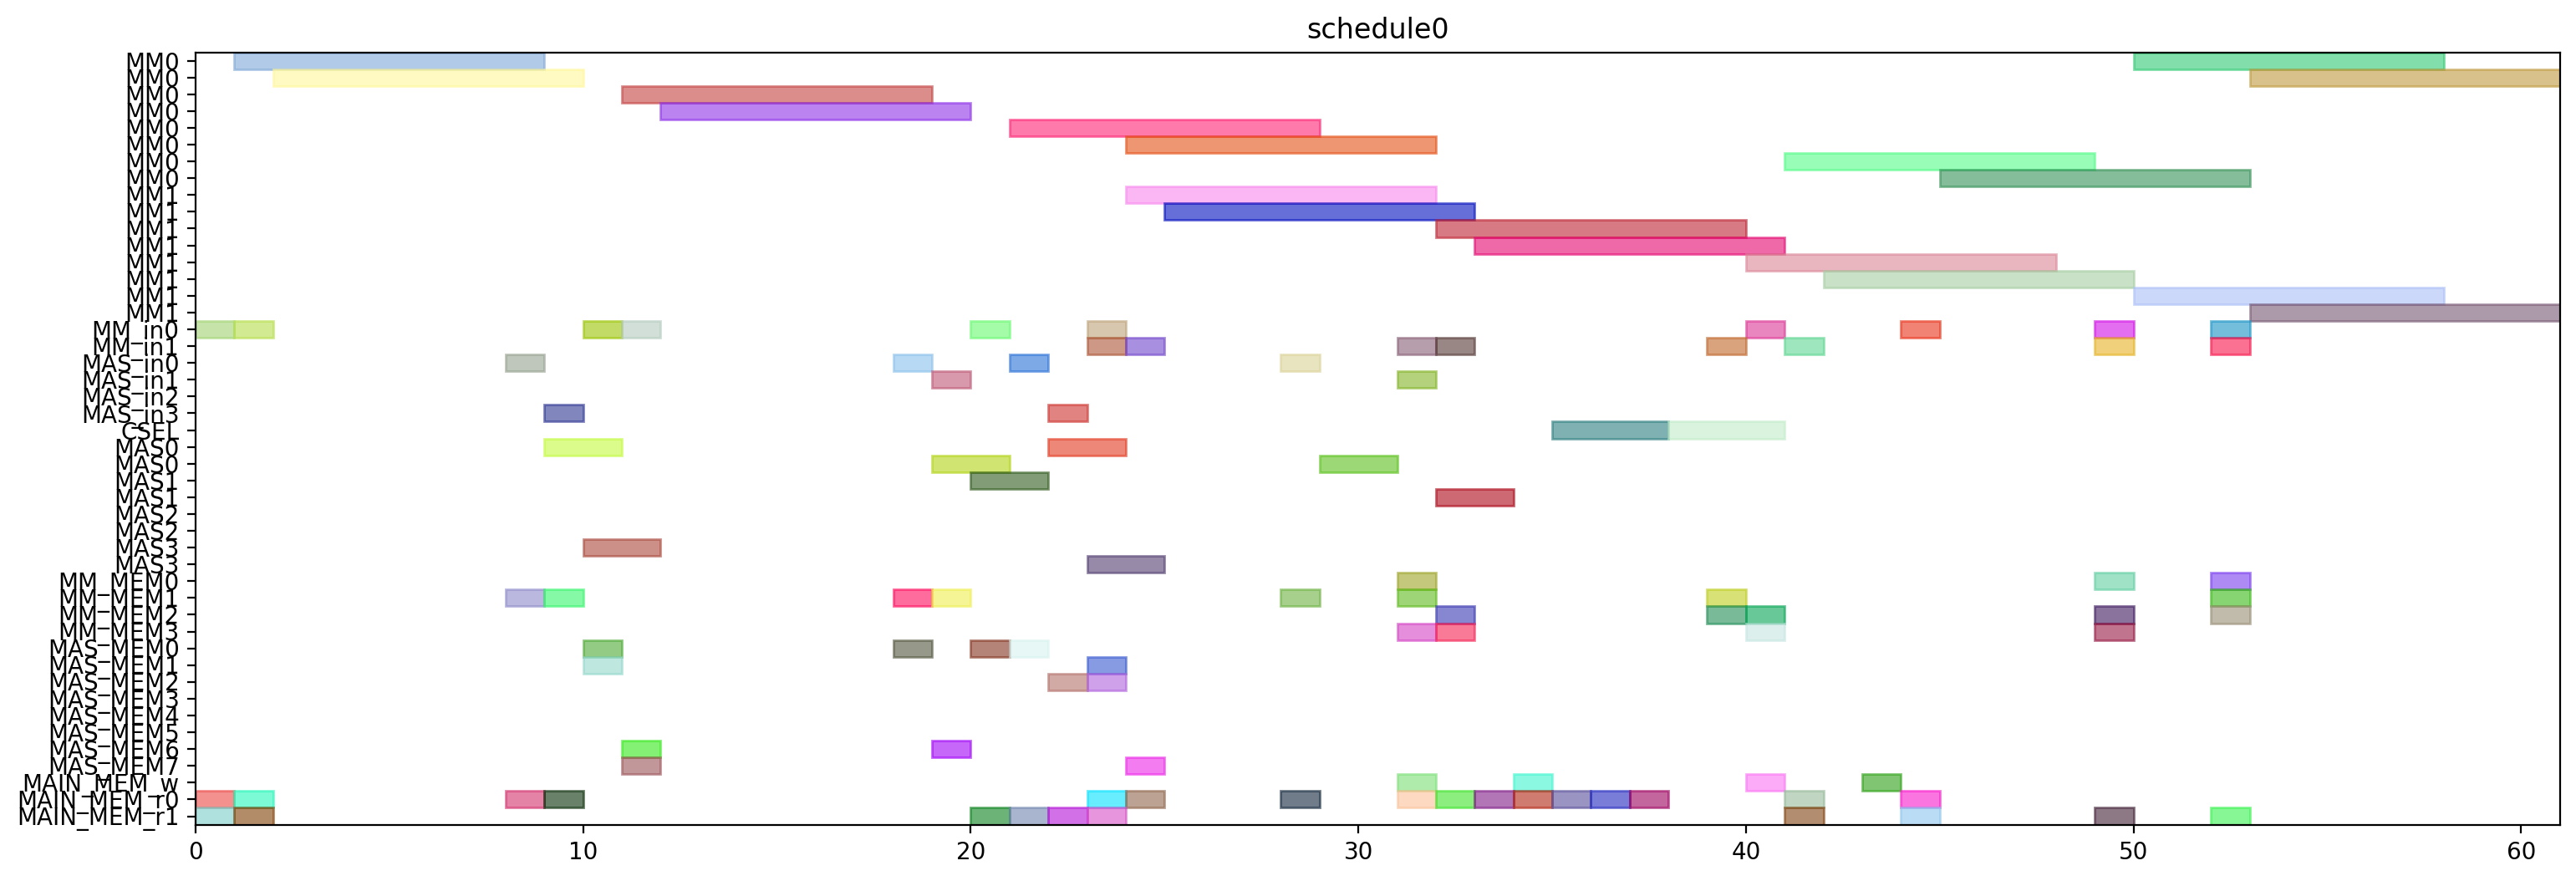 schedule0
MM0
MM0
MM0
MM0
MM0
MM0
MM0
MM0
MM1
MM1
MM1
MM1
MM1
MM1
MM1
MM1
MM_in0
MM_in1
MAS_in0
MAS_in1
MAS_in2
MAS_in3
CSEL
MAS0
MAS0
MAS1
MAS1
MAS2
MAS2
MAS3
MAS3
MM_MEM0
MM_MEM1
MM_MEM2
MM_MEM3
MAS_MEM0
MAS_MEM1
MAS_MEM2
MAS_MEM3
MAS_MEM4
MAS_MEM5
MAS_MEM6
MAS_MEM7
MAIN_MEM_w
MAIN_MEM_r0
MAIN_MEM_r1
0 10 20 30 40 50 60